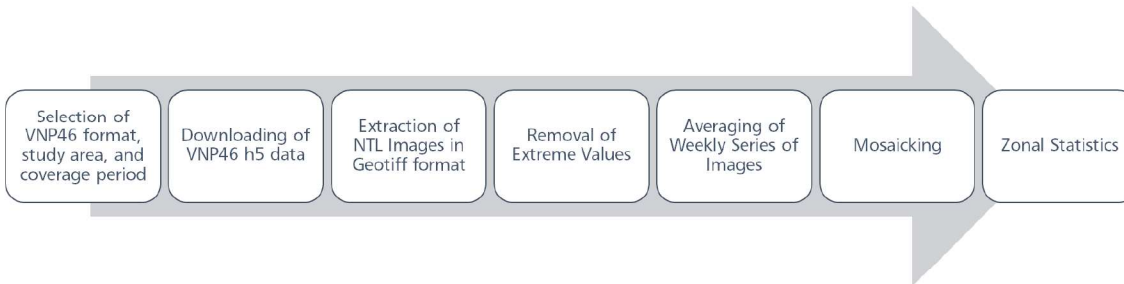 Selection of
VNP46 format,
study area, and
coverage period
Downloading of
VNP46 h5 data
Extraction of
NTL Images in
Geotiff format
Removal of
Extreme Values
Averaging of
Weekly Series of
Images
Mosaicking
Zonal Statistics